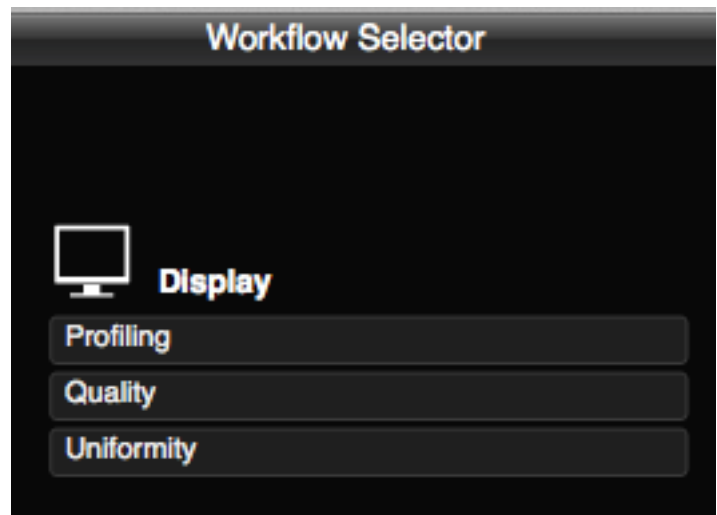 Workflow Selector
Display
Profiling
Quality
Uniformity